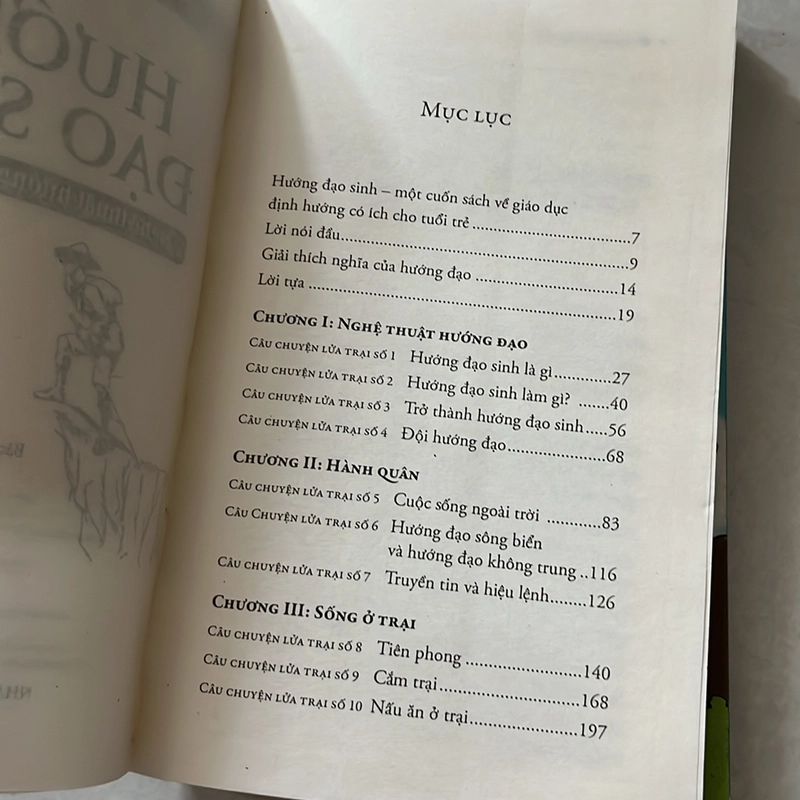 Mục lục
Hướng đạo sinh – một cuốn sách về giáo dục
định hướng có ích cho tuổi trẻ ........................................7
Lời nói đầu........................................................9
Giải thích nghĩa của hướng đạo ............................14
Lời tựa ............................................................19
Chương I: Nghệ thuật hướng đạo
Câu chuyện lửa trại số 1 Hướng đạo sinh là gì.............27
Câu chuyện lửa trại số 2 Hướng đạo sinh làm gì? .......40
Câu chuyện lửa trại số 3 Trở thành hướng đạo sinh.....56
Câu chuyện lửa trại số 4 Đội hướng đạo....................68
Chương II: Hành quân
Câu chuyện lửa trại số 5 Cuộc sống ngoài trời ...........83
Câu Chuyện lửa trại số 6 Hướng đạo sông biển
và hướng đạo không trung ..116
Câu chuyện lửa trại số 7 Truyền tin và hiệu lệnh........126
Chương III: Sống ở trại
Câu chuyện lửa trại số 8 Tiên phong ........................140
Câu chuyện lửa trại số 9 Cắm trại.............................168
Câu chuyện lửa trại số 10 Nấu ăn ở trại......................197